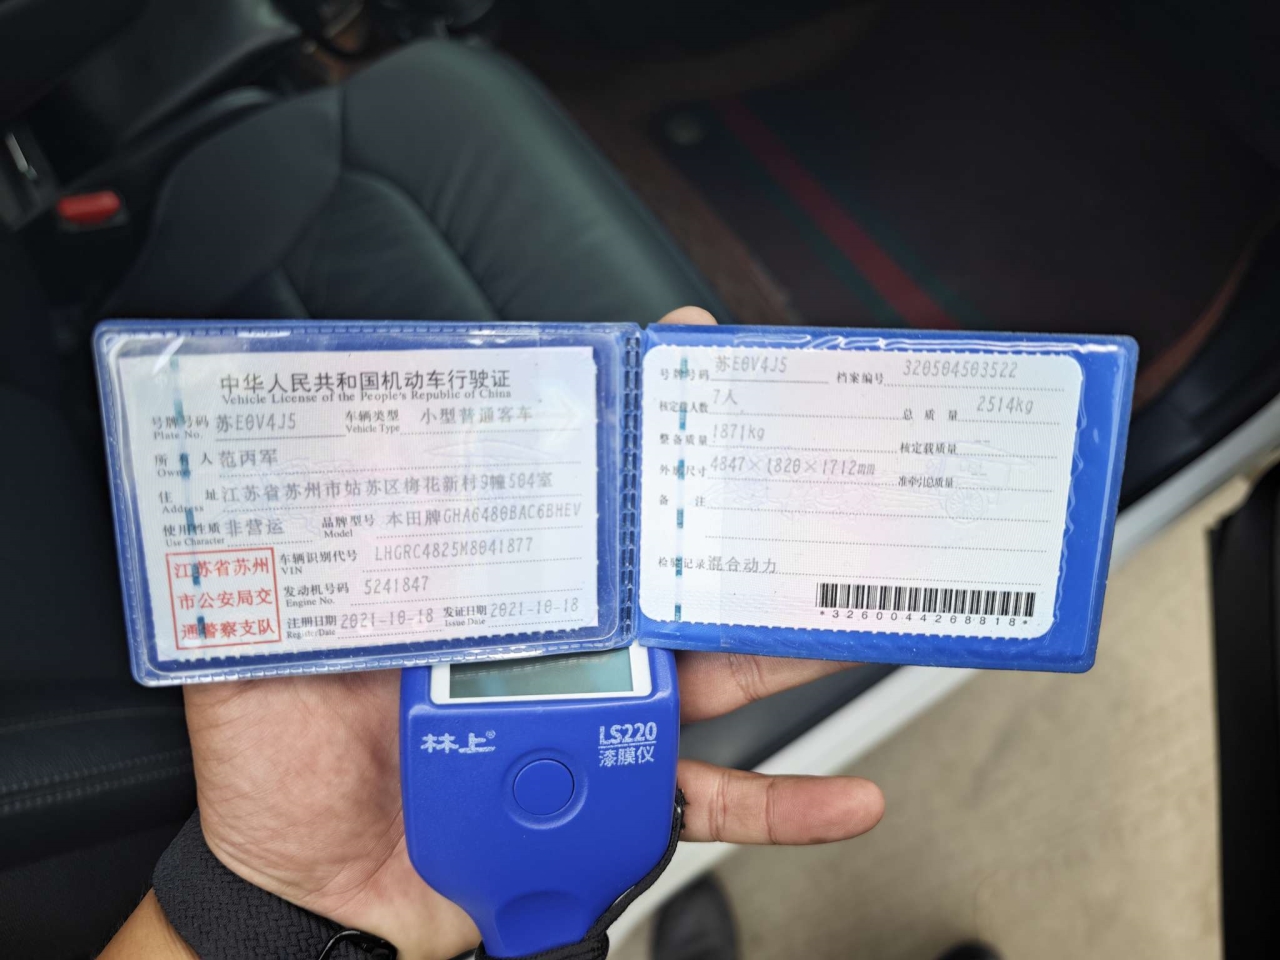 中华人民共和国机动车行驶证
Vehicle License of the People's Republic of China
号牌号码 苏E0V4J5 车辆类型 小型普通客车
Plate No. Vehicle Type
所有人 范丙军
Owner
住址 江苏省苏州市姑苏区梅花新村9幢504室
Address
使用性质 非营运 品牌型号 本田牌GHA6480BAC6BHEV
Use Character Model
江苏省苏州
市公安局交
通警察支队
车辆识别代号 LHGRC4825M8041877
VIN
发动机号码 5241847
Engine No.
注册日期 2021-10-18 发证日期 2021-10-18
Register Date Issue Date
号牌号码 苏E0V4J5 档案编号 320504503522
核定载人数 7人 总质量 2514kg
整备质量 1871kg 核定载质量 --
外廓尺寸 4847×1820×1712mm 准牵引总质量
备注
检验记录 混合动力
*3260044268818*
林上®
LS220
漆膜仪